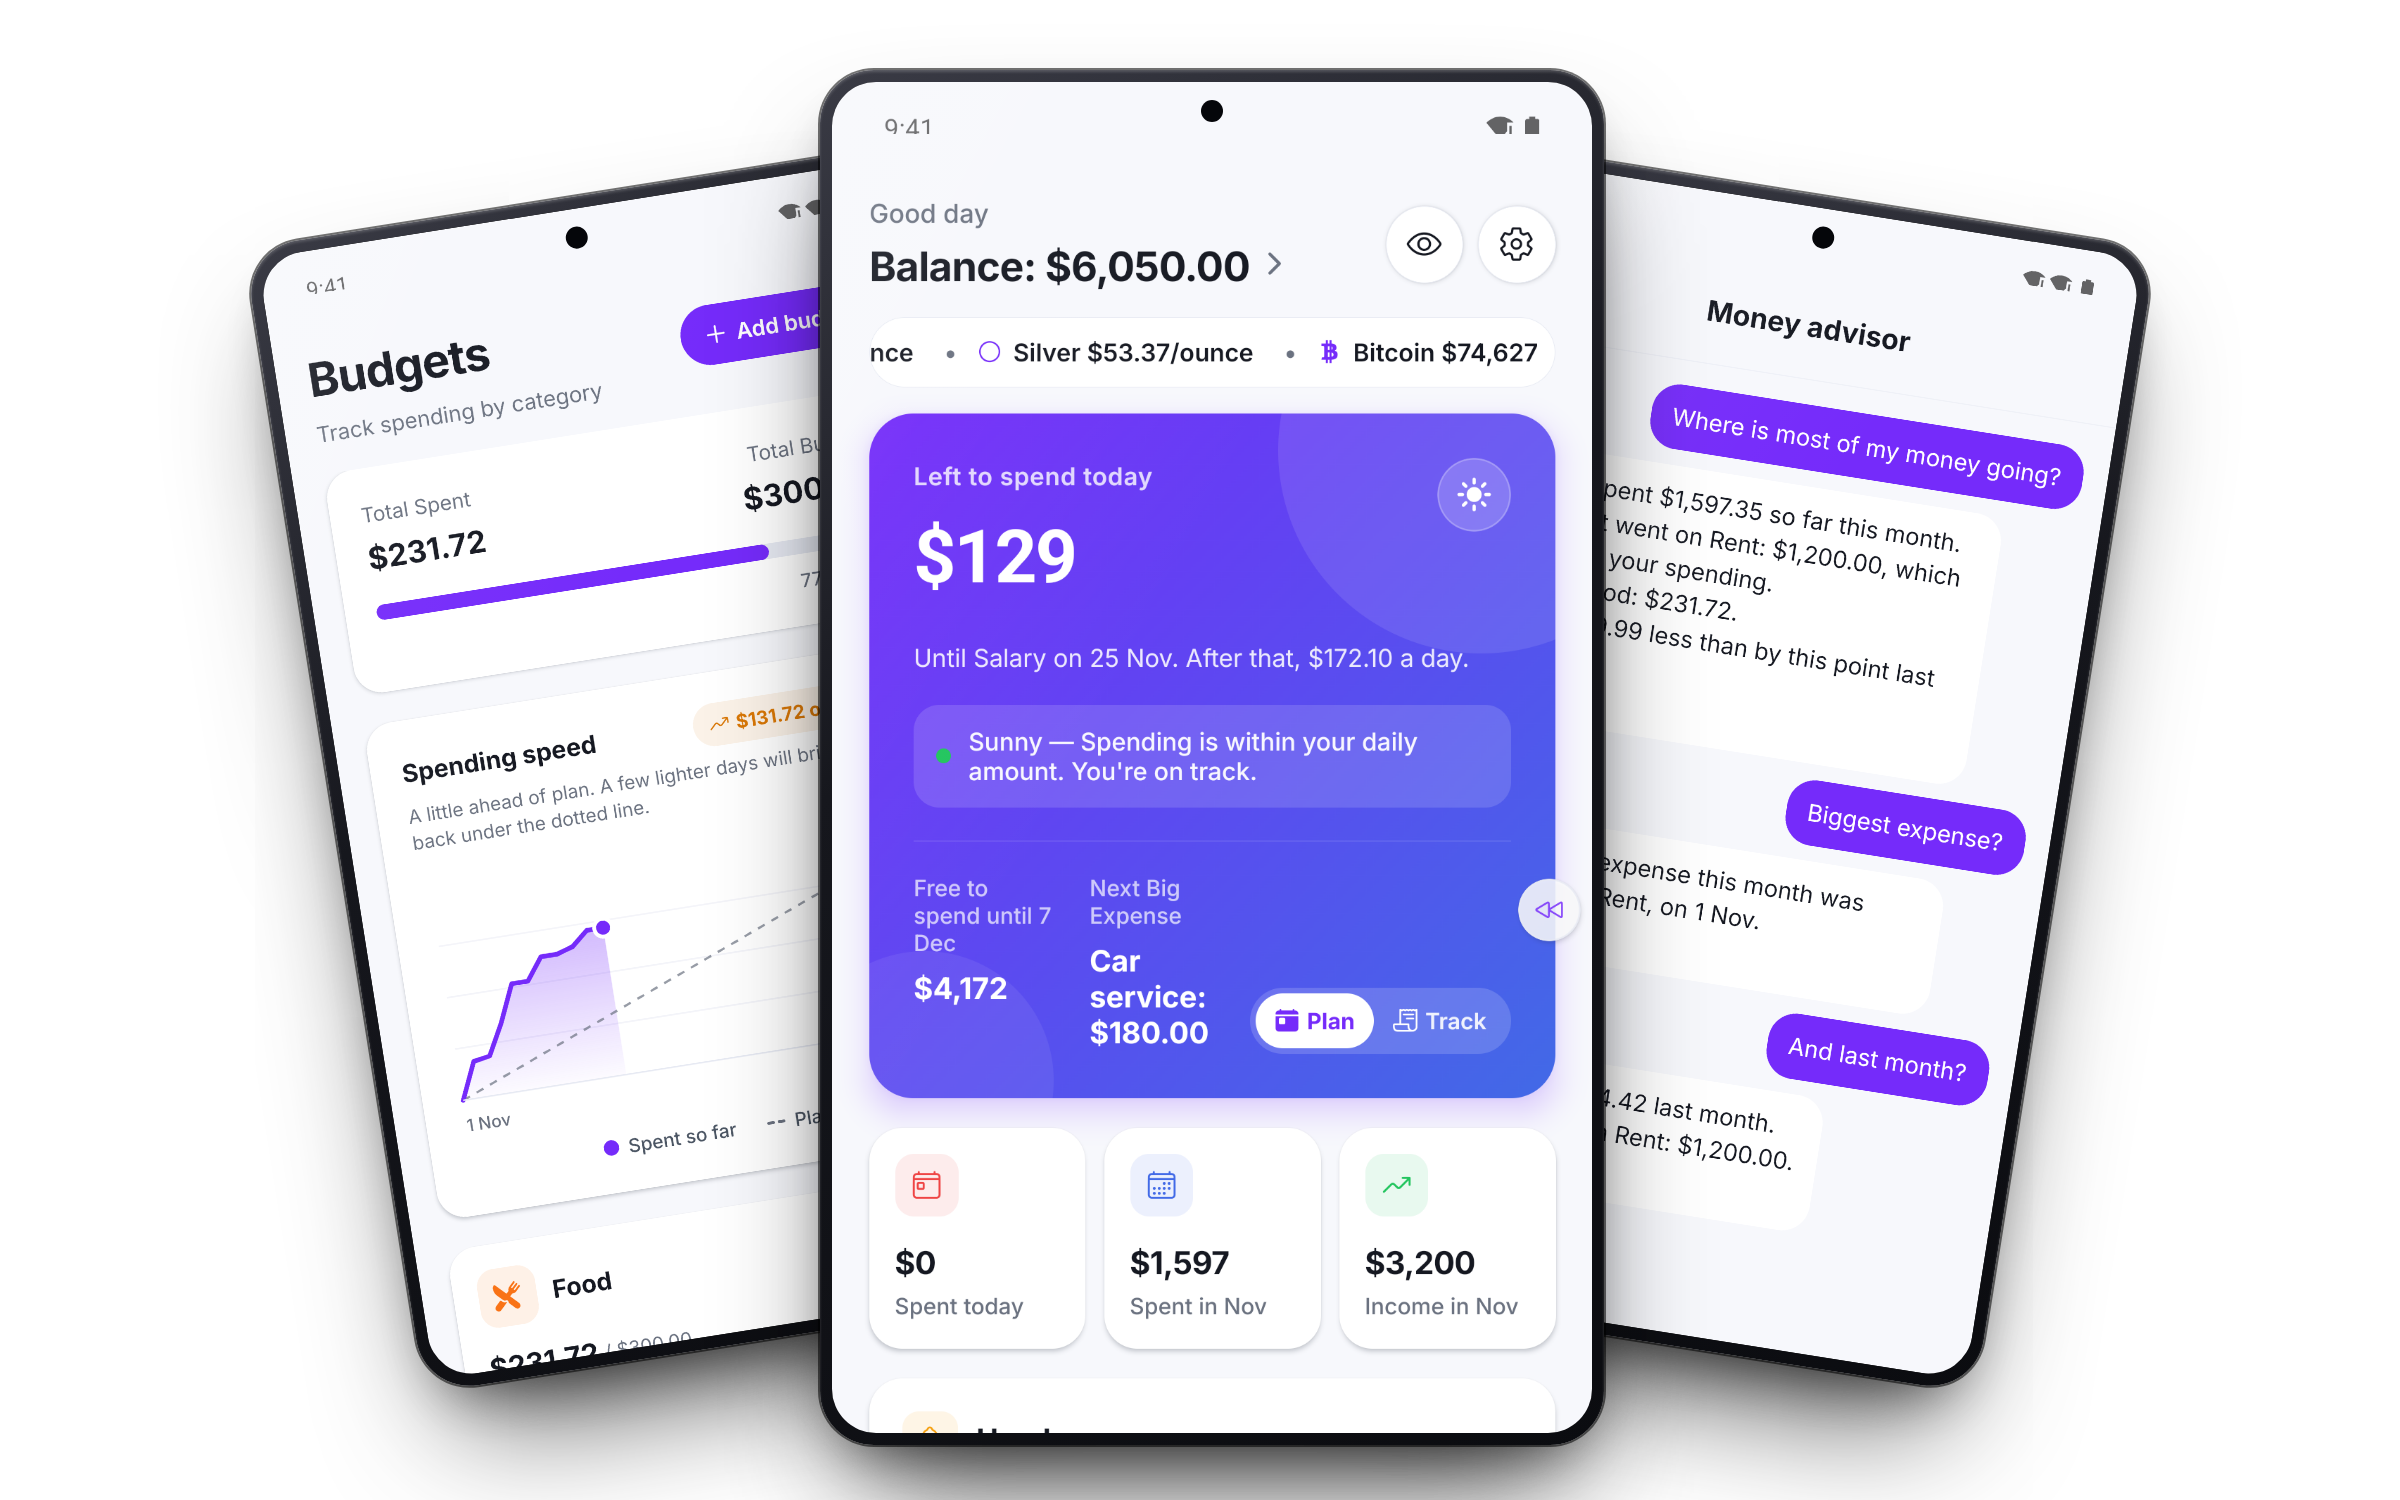 9:41
Budgets
Track spending by category
Add
Total Spent
$231.72
Total
$300
77
Spending speed
$131.72
A little ahead of plan. A few lighter days will
back under the dotted line.
1 Nov
Spent so far
Food
$231.72 / $300.00
9:41
Good day
Balance: $6,050.00
Silver $53.37/ounce
Bitcoin $74,627
Left to spend today
$129
Until Salary on 25 Nov. After that, $172.10 a day.
Sunny — Spending is within your daily
amount. You're on track.
Free to
spend until 7
Dec
$4,172
Next Big
Expense
Car
service:
$180.00
Plan
Track
$0
Spent today
$1,597
Spent in Nov
$3,200
Income in Nov
Money advisor
Where is most of my money going?
$1,597.35 so far this month.
went on Rent: $1,200.00, which
your spending.
$231.72.
.99 less than by this point last
Biggest expense?
expense this month was
Rent, on 1 Nov.
And last month?
.42 last month.
Rent: $1,200.00.